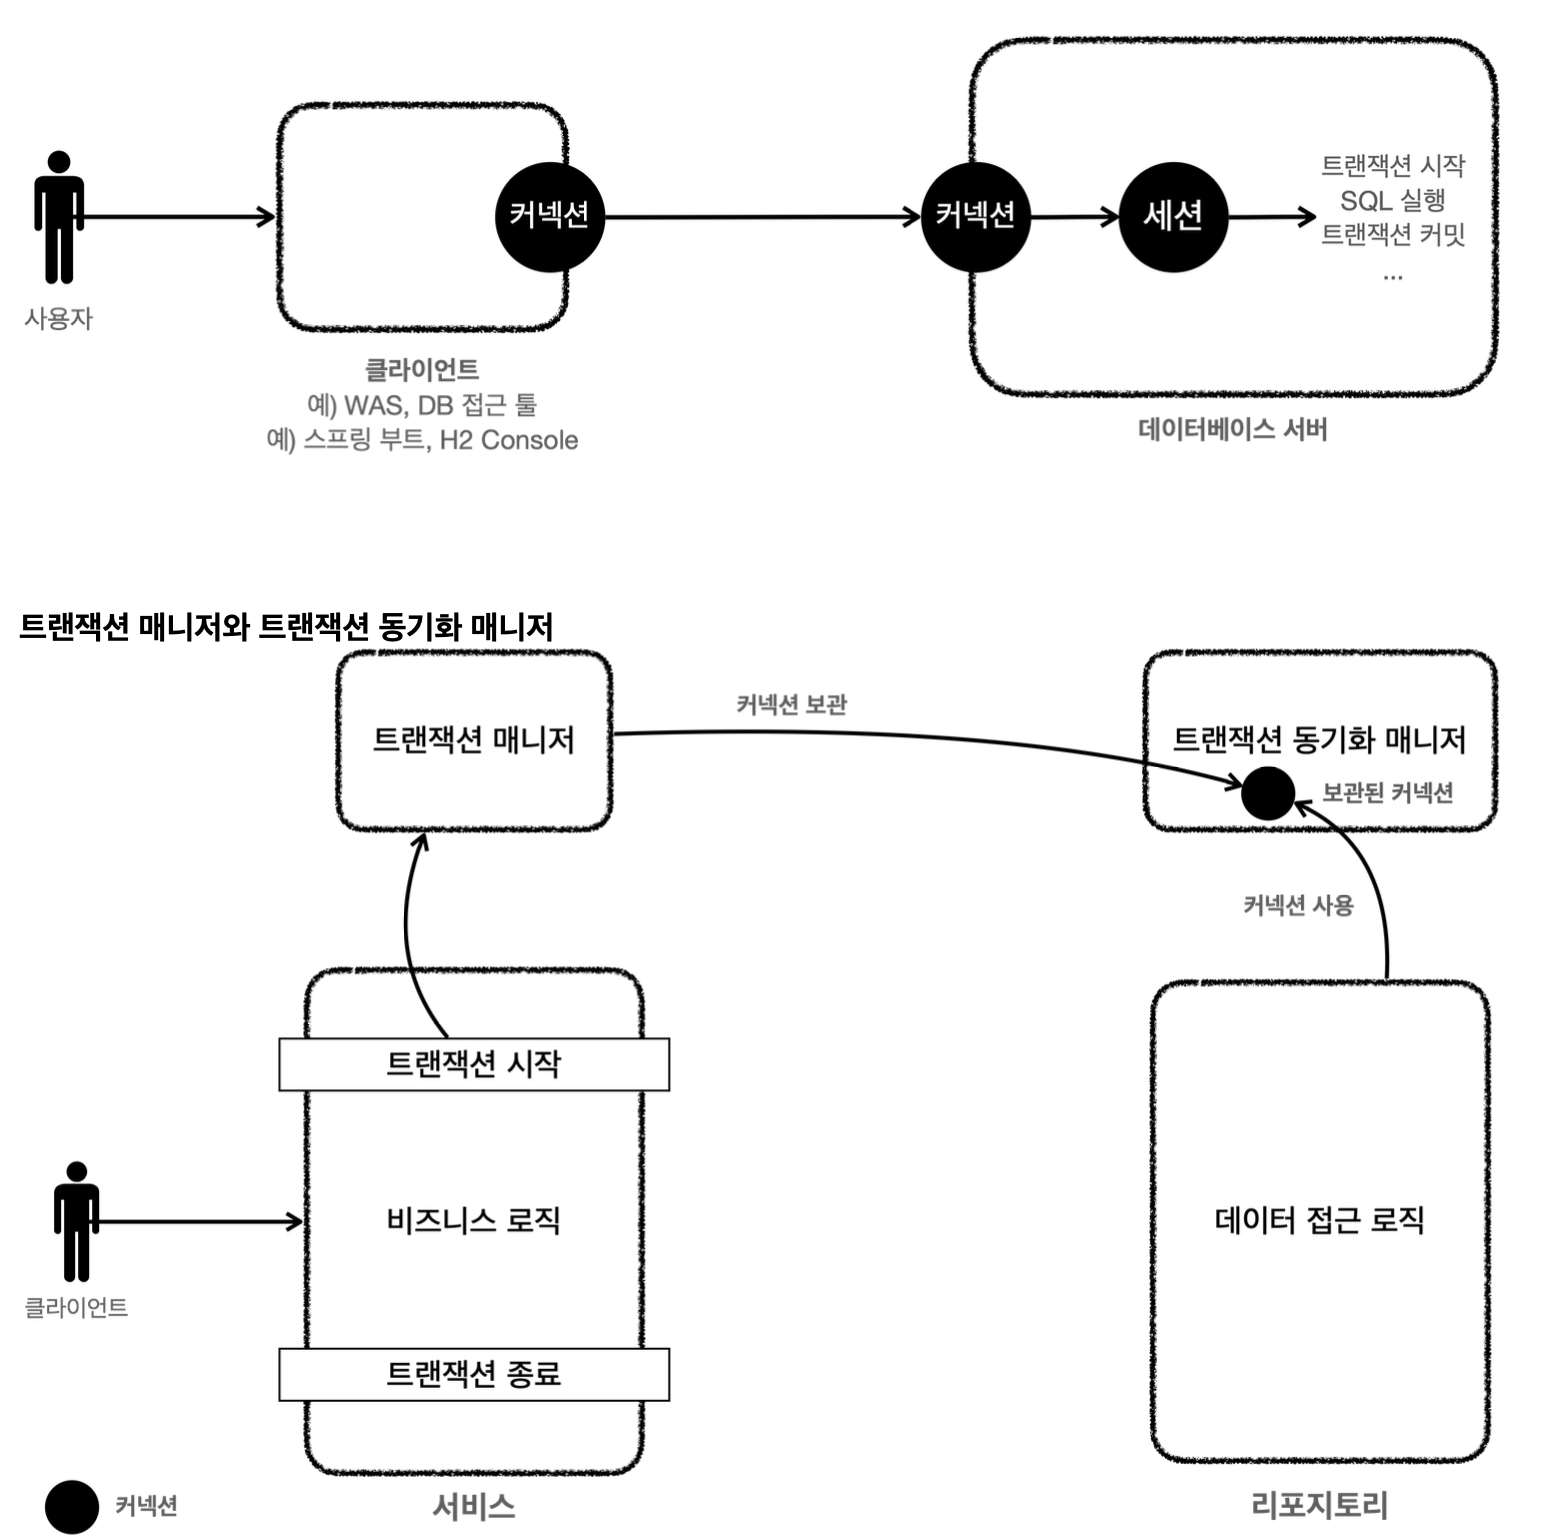 커넥션
커넥션
세션
트랜잭션 시작
SQL 실행
트랜잭션 커밋
...
사용자
클라이언트
예) WAS, DB 접근 툴
예) 스프링 부트, H2 Console
데이터베이스 서버
트랜잭션 매니저와 트랜잭션 동기화 매니저
트랜잭션 매니저
커넥션 보관
트랜잭션 동기화 매니저
보관된 커넥션
커넥션 사용
트랜잭션 시작
비즈니스 로직
데이터 접근 로직
클라이언트
트랜잭션 종료
커넥션
서비스
리포지토리